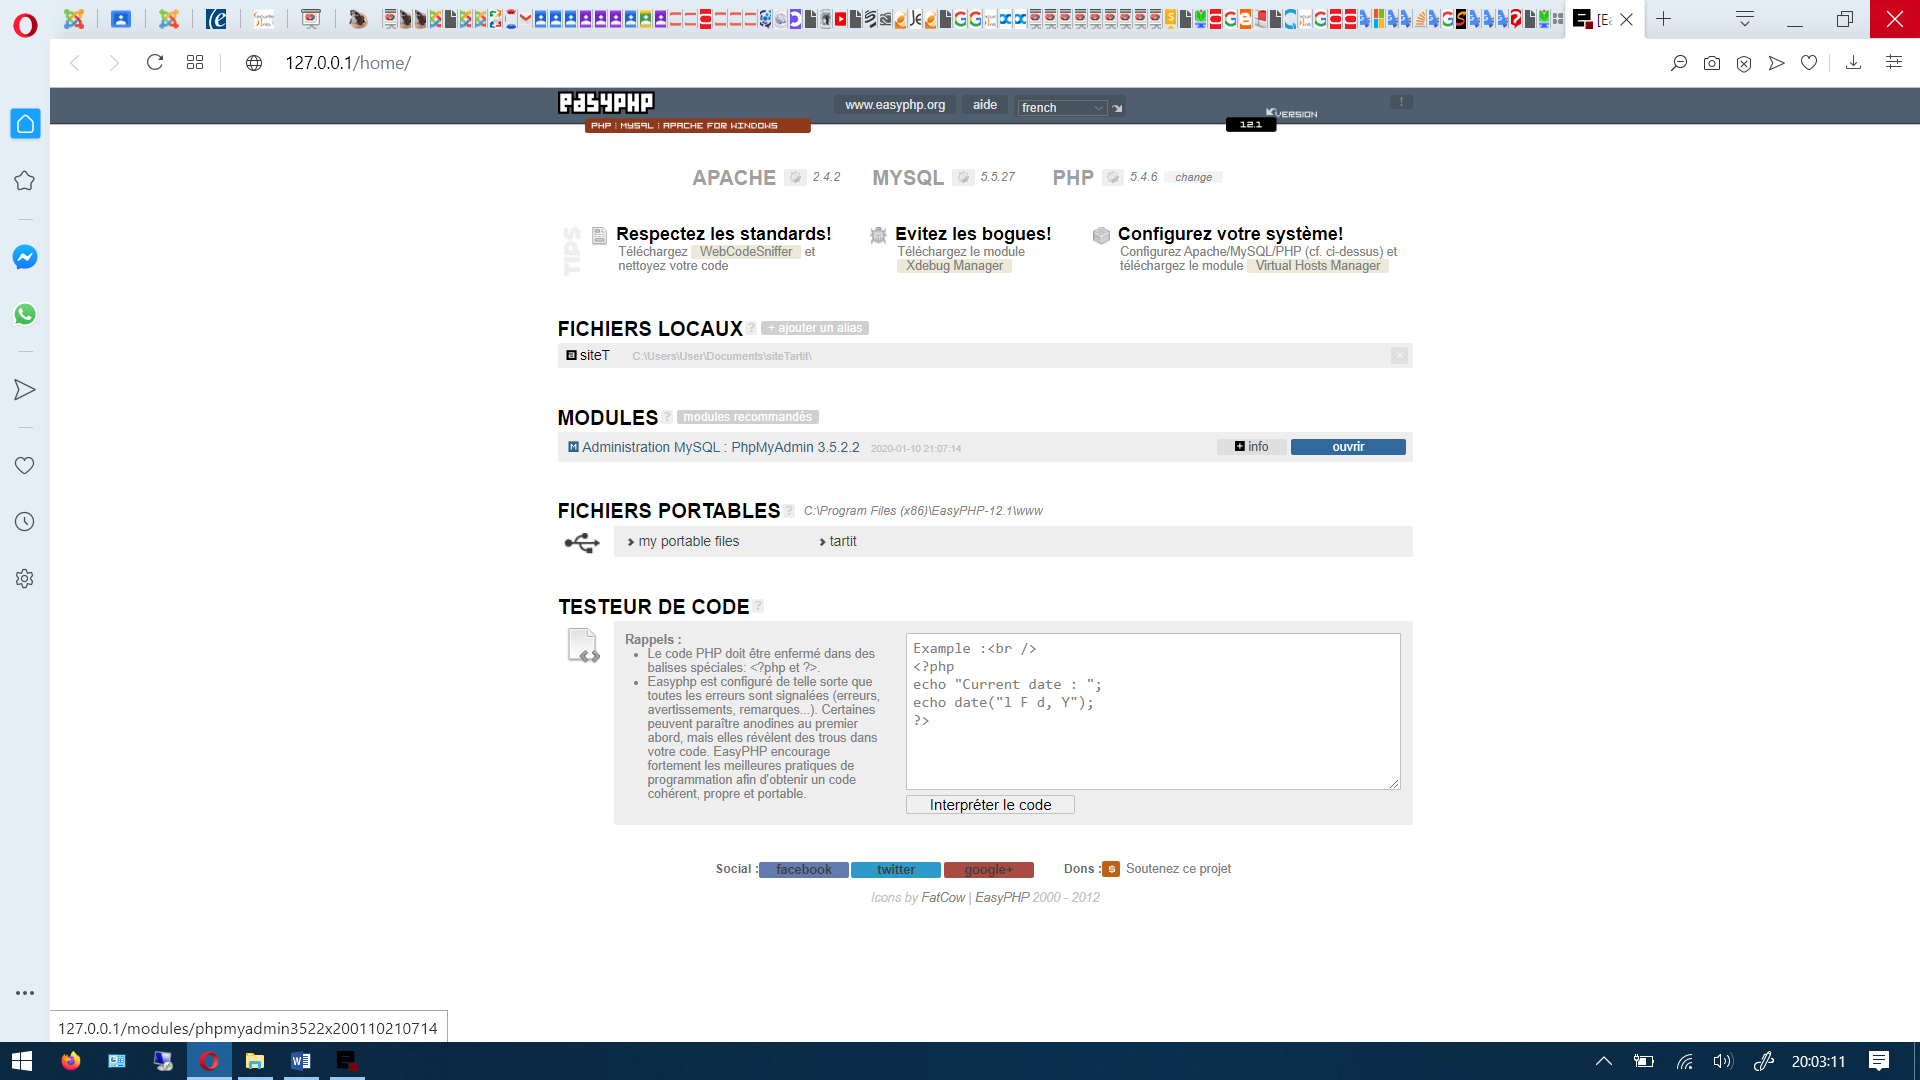 [Ea
127.0.0.1/home/
EASYPHP
PHP : MYSQL : APACHE FOR WINDOWS
www.easyphp.org
aide
french
VERSION
12.1
!
APACHE 2.4.2
MYSQL 5.5.27
PHP 5.4.6 change
TIPS
Respectez les standards!
Téléchargez WebCodeSniffer et
nettoyez votre code
Evitez les bogues!
Téléchargez le module
Xdebug Manager
Configurez votre système!
Configurez Apache/MySQL/PHP (cf. ci-dessus) et
téléchargez le module Virtual Hosts Manager
FICHIERS LOCAUX ? + ajouter un alias
siteT C:\Users\User\Documents\siteTartit\
MODULES ? modules recommandés
Administration MySQL : PhpMyAdmin 3.5.2.2 2020-01-10 21:07:14 info ouvrir
FICHIERS PORTABLES ? C:\Program Files (x86)\EasyPHP-12.1\www
my portable files tartit
TESTEUR DE CODE ?
Rappels :
• Le code PHP doit être enfermé dans des
balises spéciales: <?php et ?>.
• Easyphp est configuré de telle sorte que
toutes les erreurs sont signalées (erreurs,
avertissements, remarques...). Certaines
peuvent paraître anodines au premier
abord, mais elles révèlent des trous dans
votre code. EasyPHP encourage
fortement les meilleures pratiques de
programmation afin d'obtenir un code
cohérent, propre et portable.
Example :<br />
<?php
echo "Current date : ";
echo date("l F d, Y");
?>
Interpréter le code
Social : facebook twitter google+ Dons : $ Soutenez ce projet
Icons by FatCow | EasyPHP 2000 - 2012
127.0.0.1/modules/phpmyadmin3522x200110210714
20:03:11